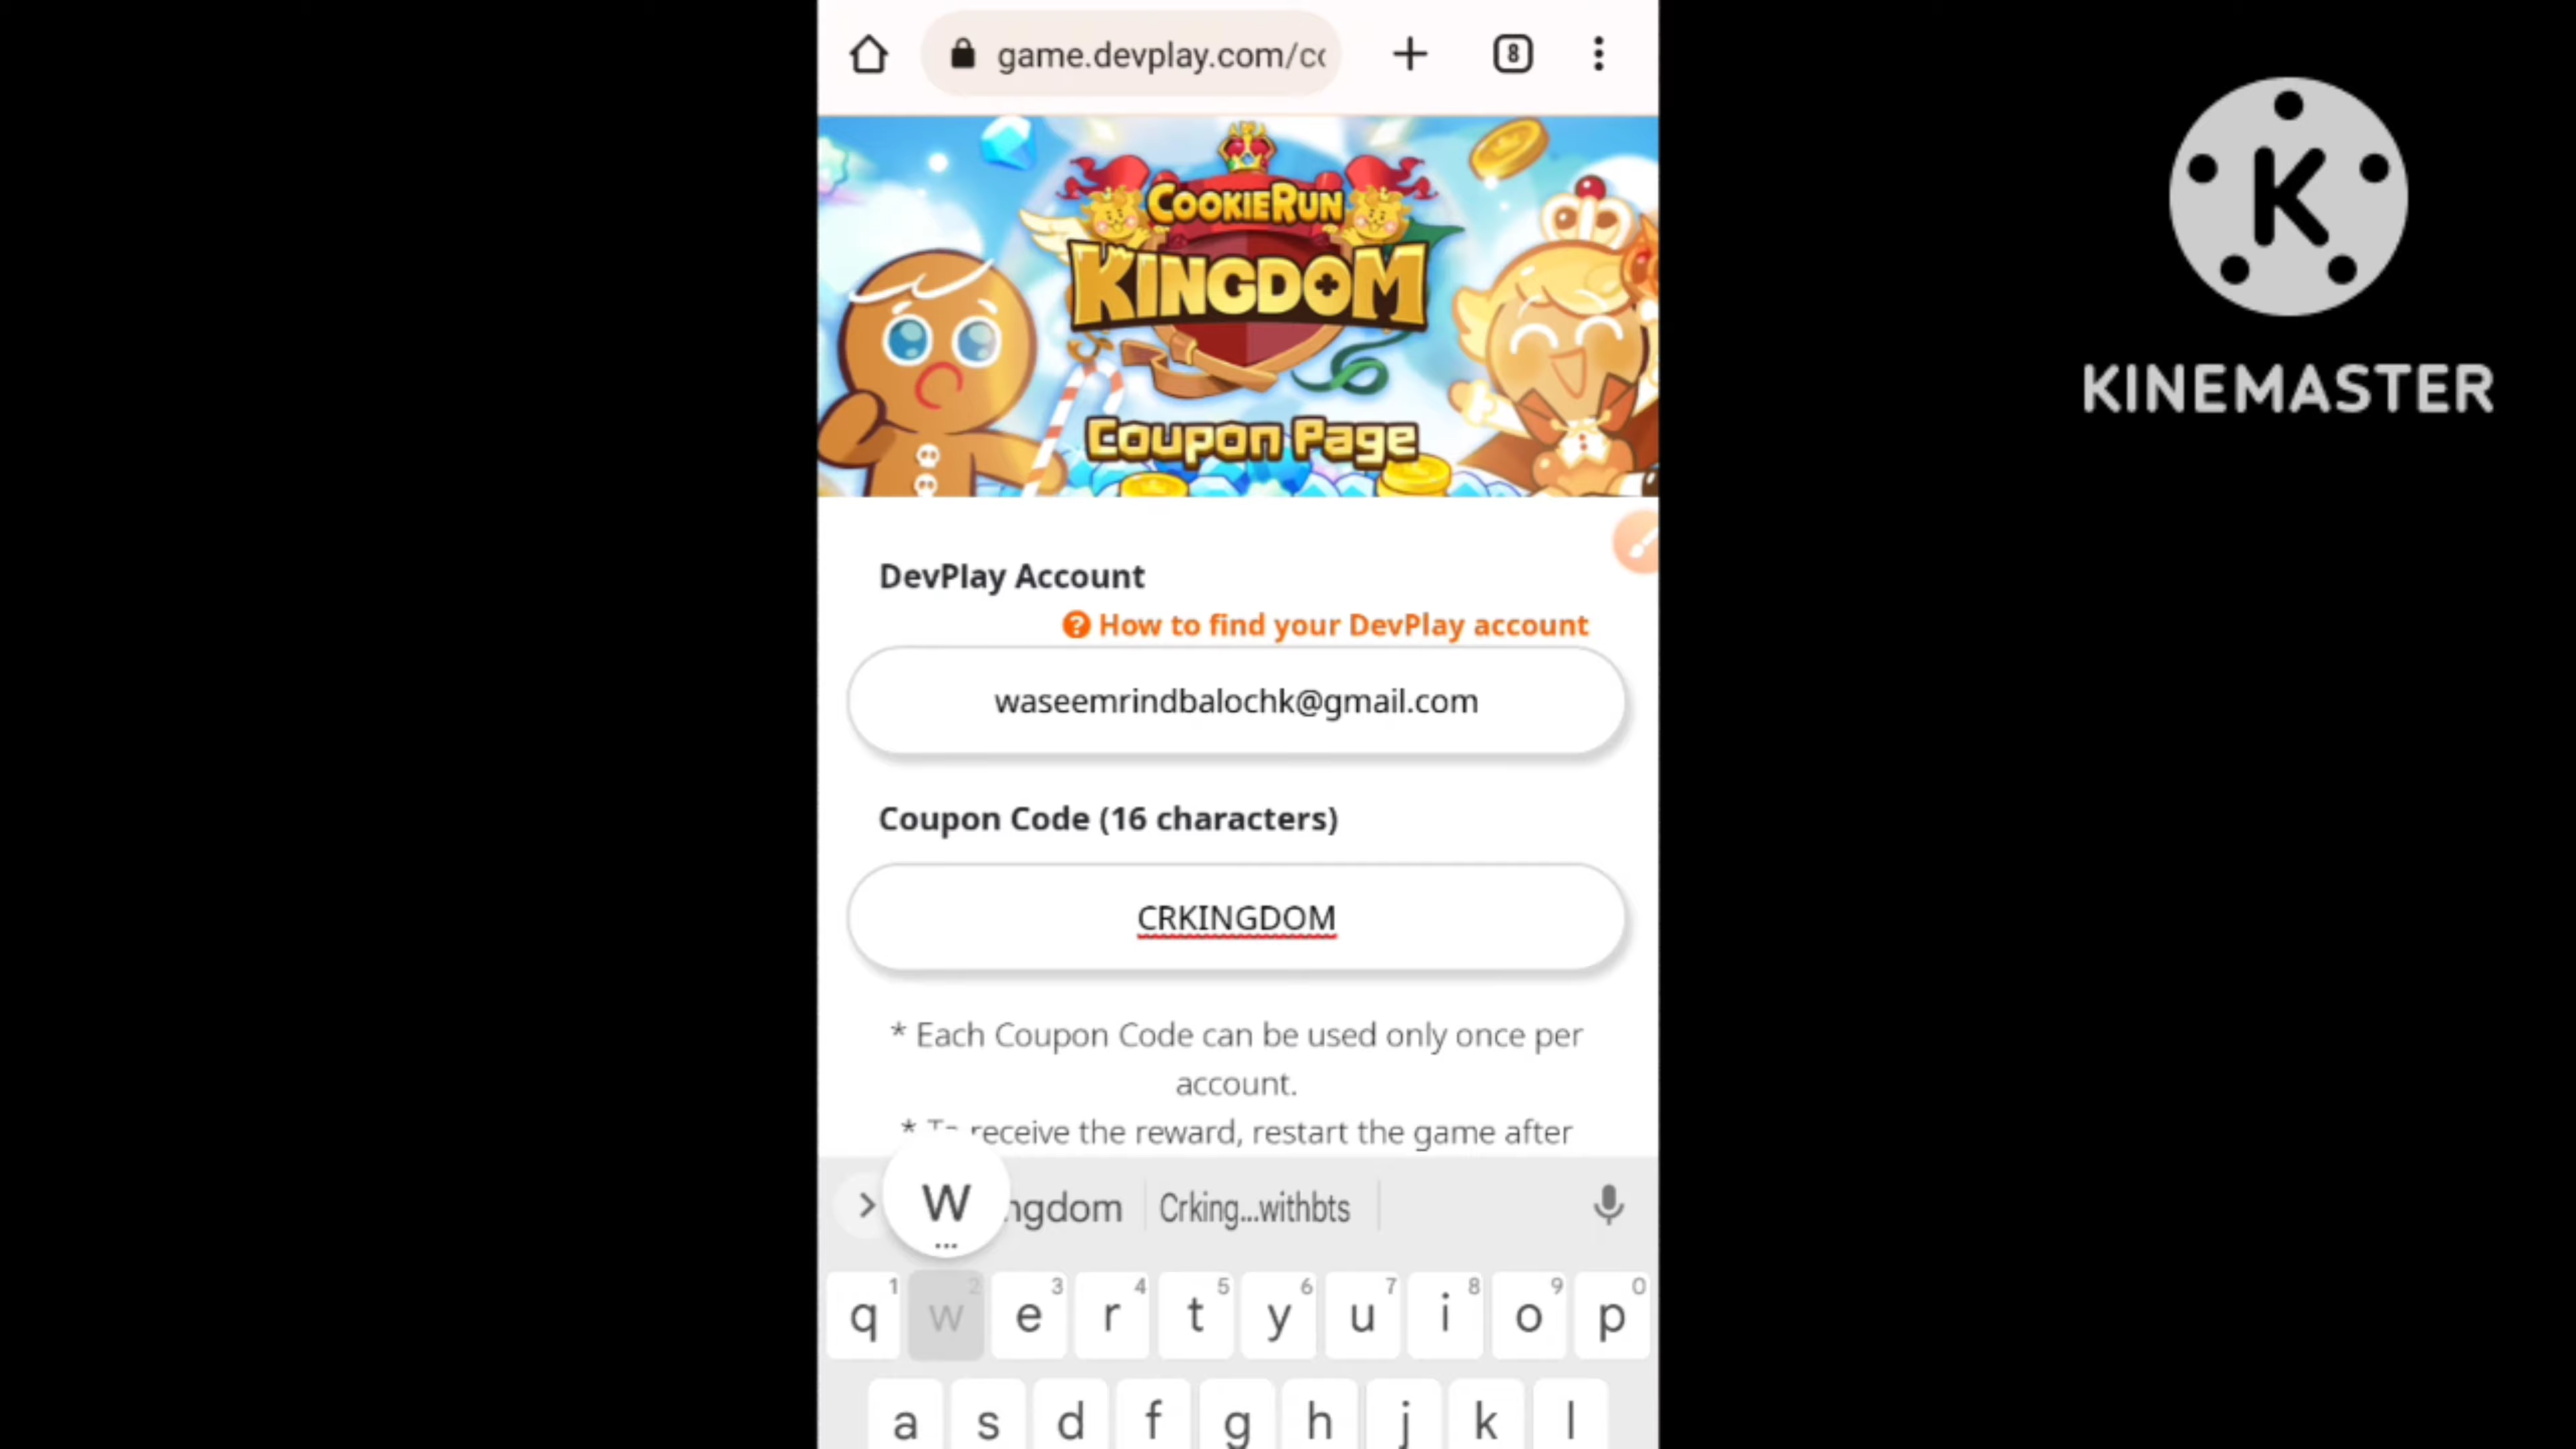 game.devplay.com/c
8
COOKIERUN
KINGDOM
Coupon Page
K
KINEMASTER
DevPlay Account
? How to find your DevPlay account
waseemrindbalochk@gmail.com
Coupon Code (16 characters)
CRKINGDOM
* Each Coupon Code can be used only once per
account.
* To receive the reward, restart the game after
W
ngdom
Crking...withbts
...
1 2 3 4 5 6 7 8 9 0
q w e r t y u i o p
a s d f g h j k l